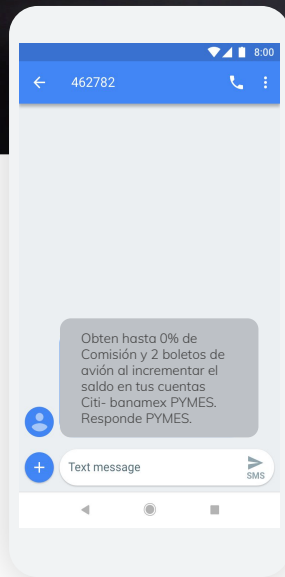 8:00
462782
Obten hasta 0% de
Comisión y 2 boletos de
avión al incrementar el
saldo en tus cuentas
Citi- banamex PYMES.
Responde PYMES.
Text message
SMS